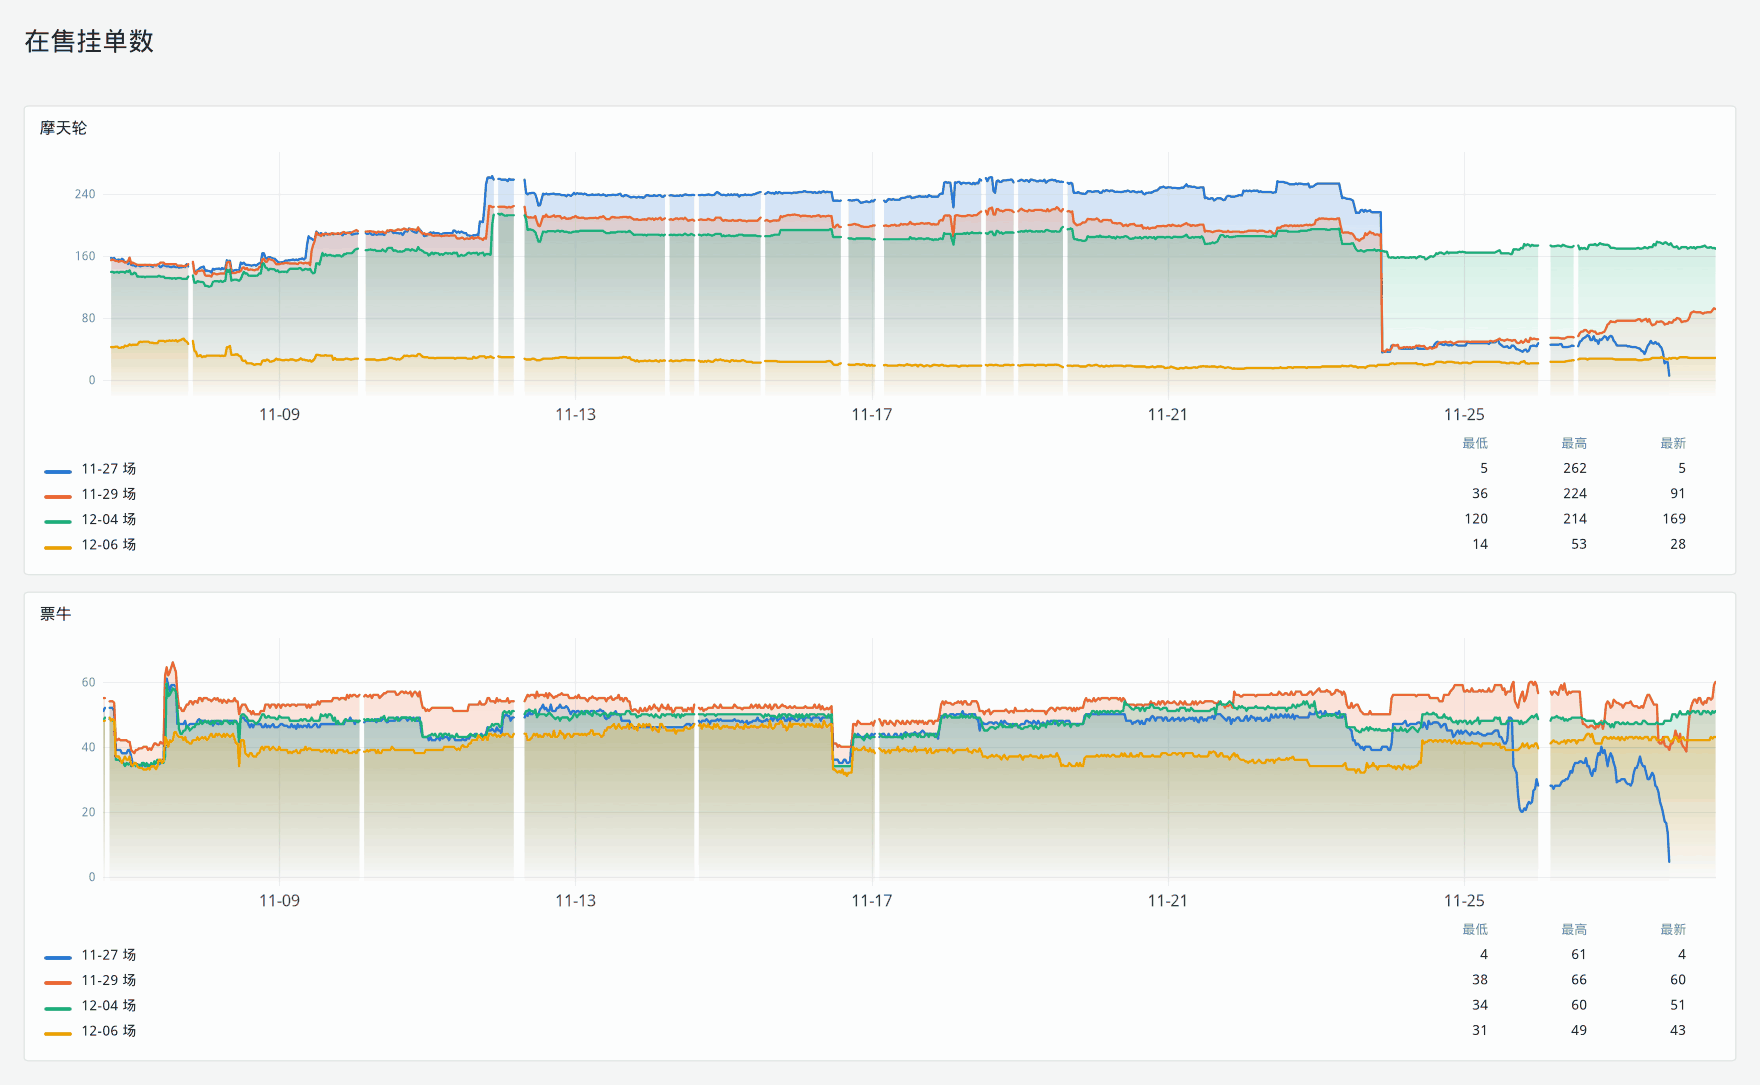 在售挂单数
摩天轮
240
160
80
0
11-09 11-13 11-17 11-21 11-25
最低 最高 最新
11-27 场 5 262 5
11-29 场 36 224 91
12-04 场 120 214 169
12-06 场 14 53 28
票牛
60
40
20
0
11-09 11-13 11-17 11-21 11-25
最低 最高 最新
11-27 场 4 61 4
11-29 场 38 66 60
12-04 场 34 60 51
12-06 场 31 49 43